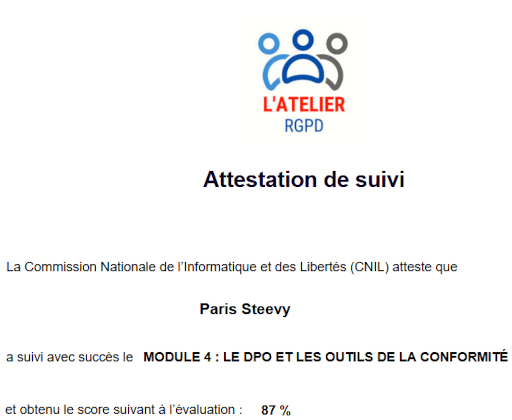 L'ATELIER
RGPD
Attestation de suivi
La Commission Nationale de l'Informatique et des Libertés (CNIL) atteste que
Paris Steevy
a suivi avec succès le MODULE 4 : LE DPO ET LES OUTILS DE LA CONFORMITÉ
et obtenu le score suivant à l'évaluation : 87 %